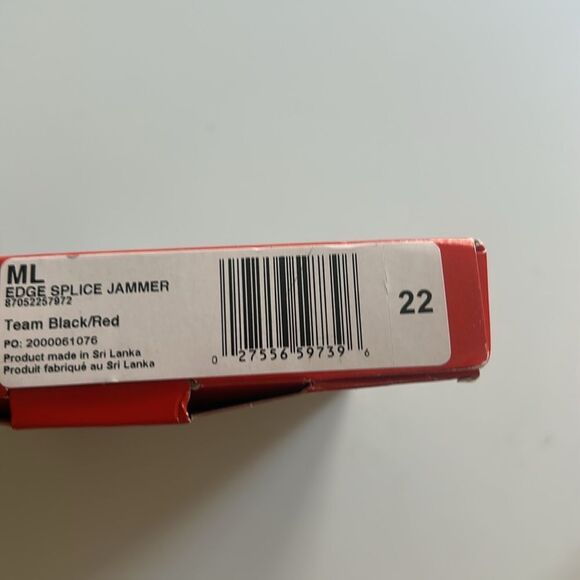 ML
EDGE SPLICE JAMMER
87052257972
Team Black/Red
PO: 2000061076
Product made in Sri Lanka
Produit fabriqué au Sri Lanka
0 27556 59739 6
22